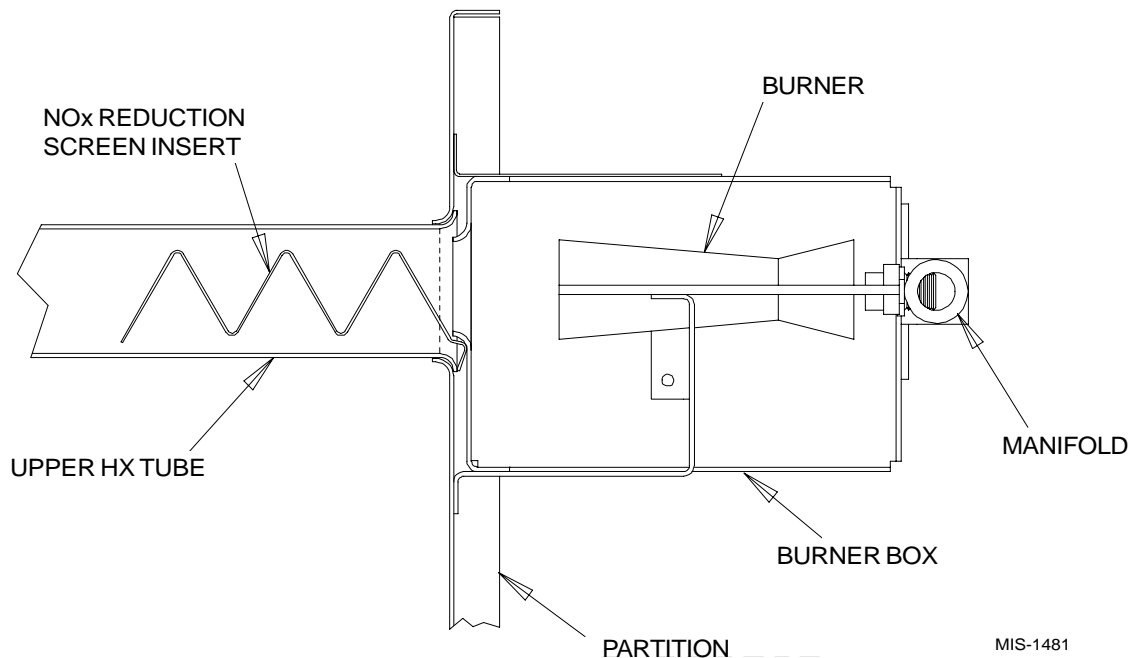 BURNER
NOx REDUCTION
SCREEN INSERT
MANIFOLD
UPPER HX TUBE
BURNER BOX
PARTITION
MIS-1481